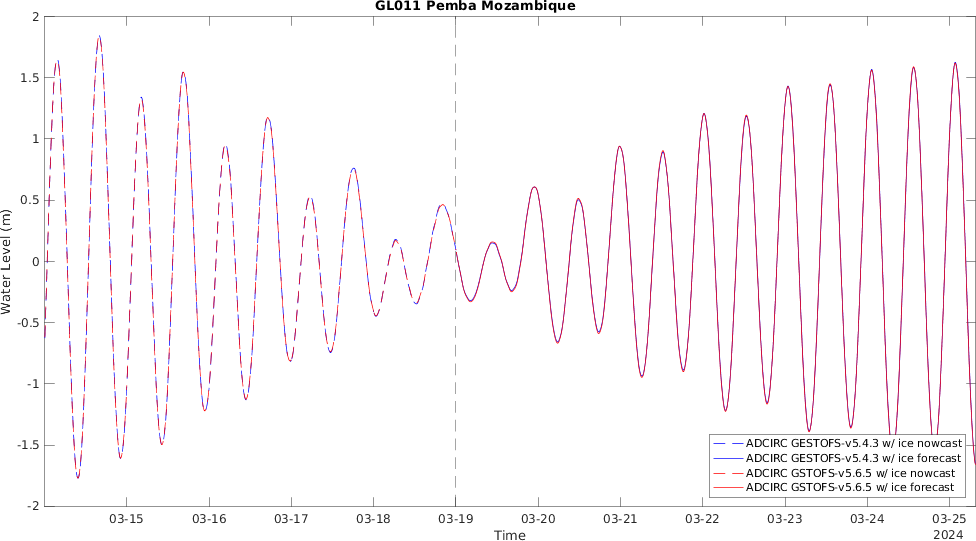 GL011 Pemba Mozambique
2
1.5
1
0.5
0
-0.5
-1
-1.5
-2
Water Level (m)
ADCIRC GESTOFS-v5.4.3 w/ ice nowcast
ADCIRC GESTOFS-v5.4.3 w/ ice forecast
ADCIRC GSTOFS-v5.6.5 w/ ice nowcast
ADCIRC GSTOFS-v5.6.5 w/ ice forecast
03-15 03-16 03-17 03-18 03-19 03-20 03-21 03-22 03-23 03-24 03-25
2024
Time